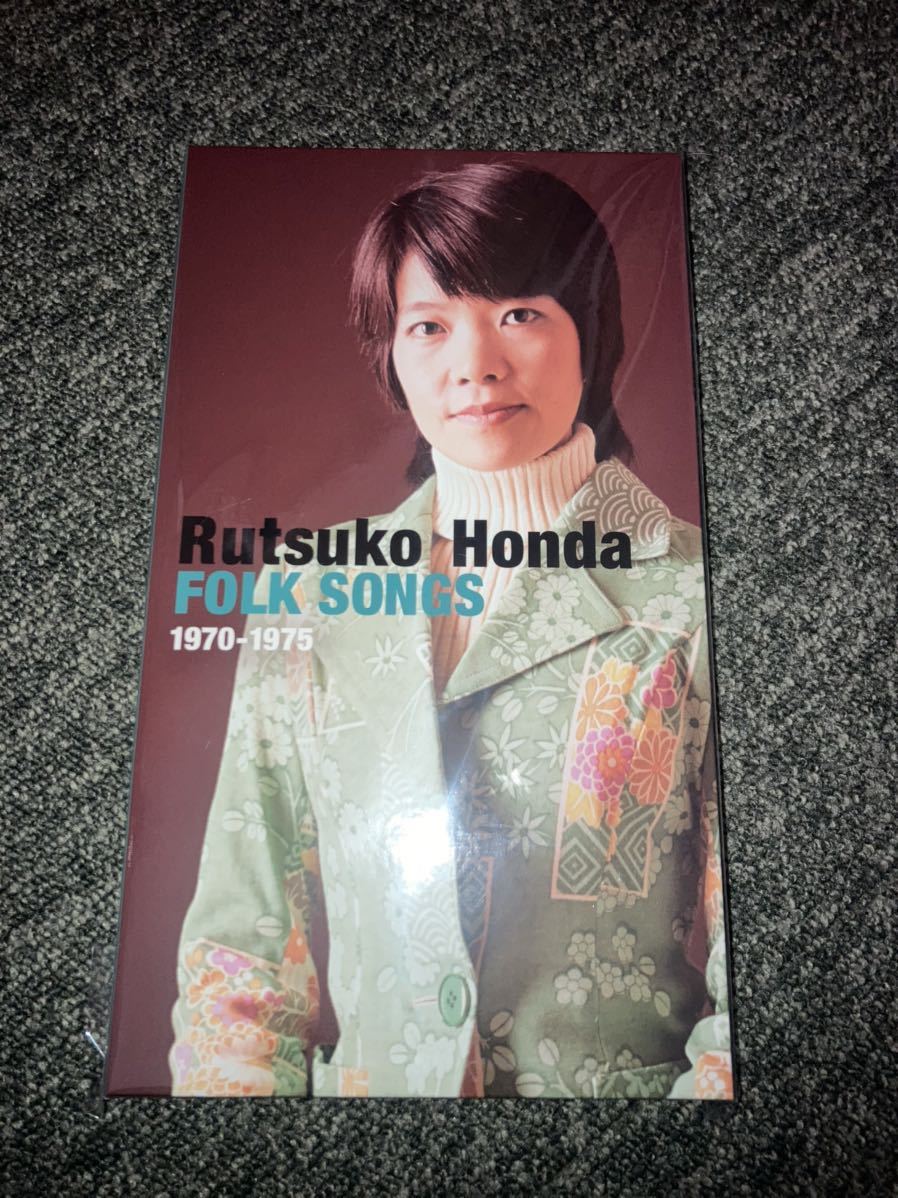 Rutsuko Honda
FOLK SONGS
1970-1975